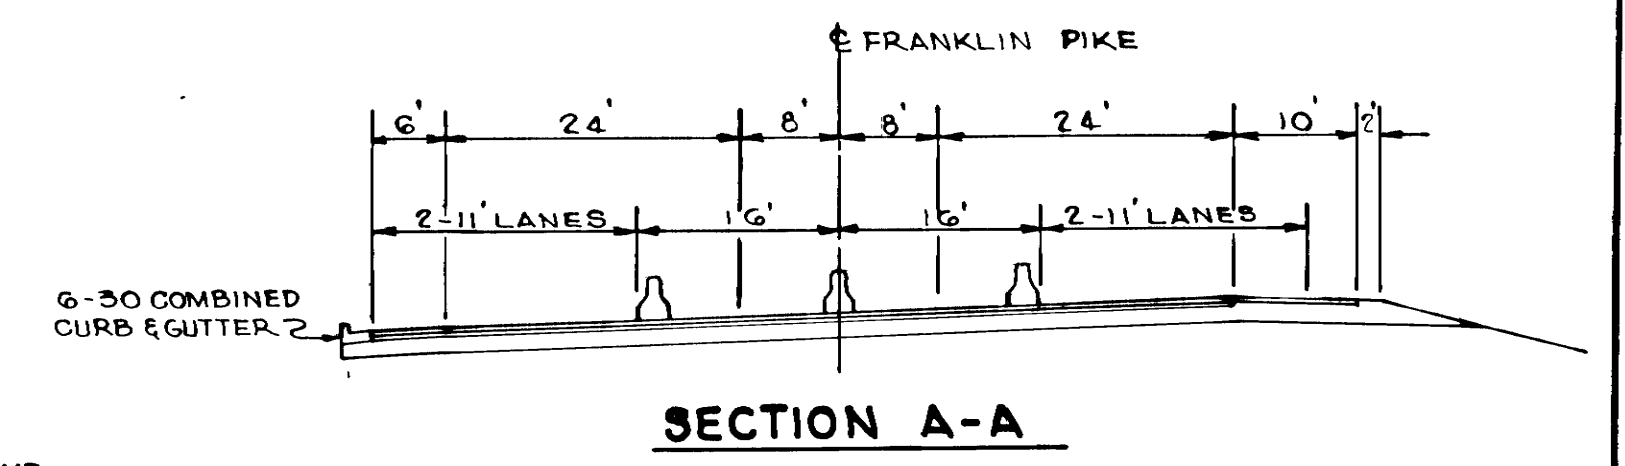 ℄ FRANKLIN PIKE
6' 24' 8' 8' 24' 10' 2'
2-11' LANES 16' 16' 2-11' LANES
6-30 COMBINED
CURB & GUTTER
SECTION A-A